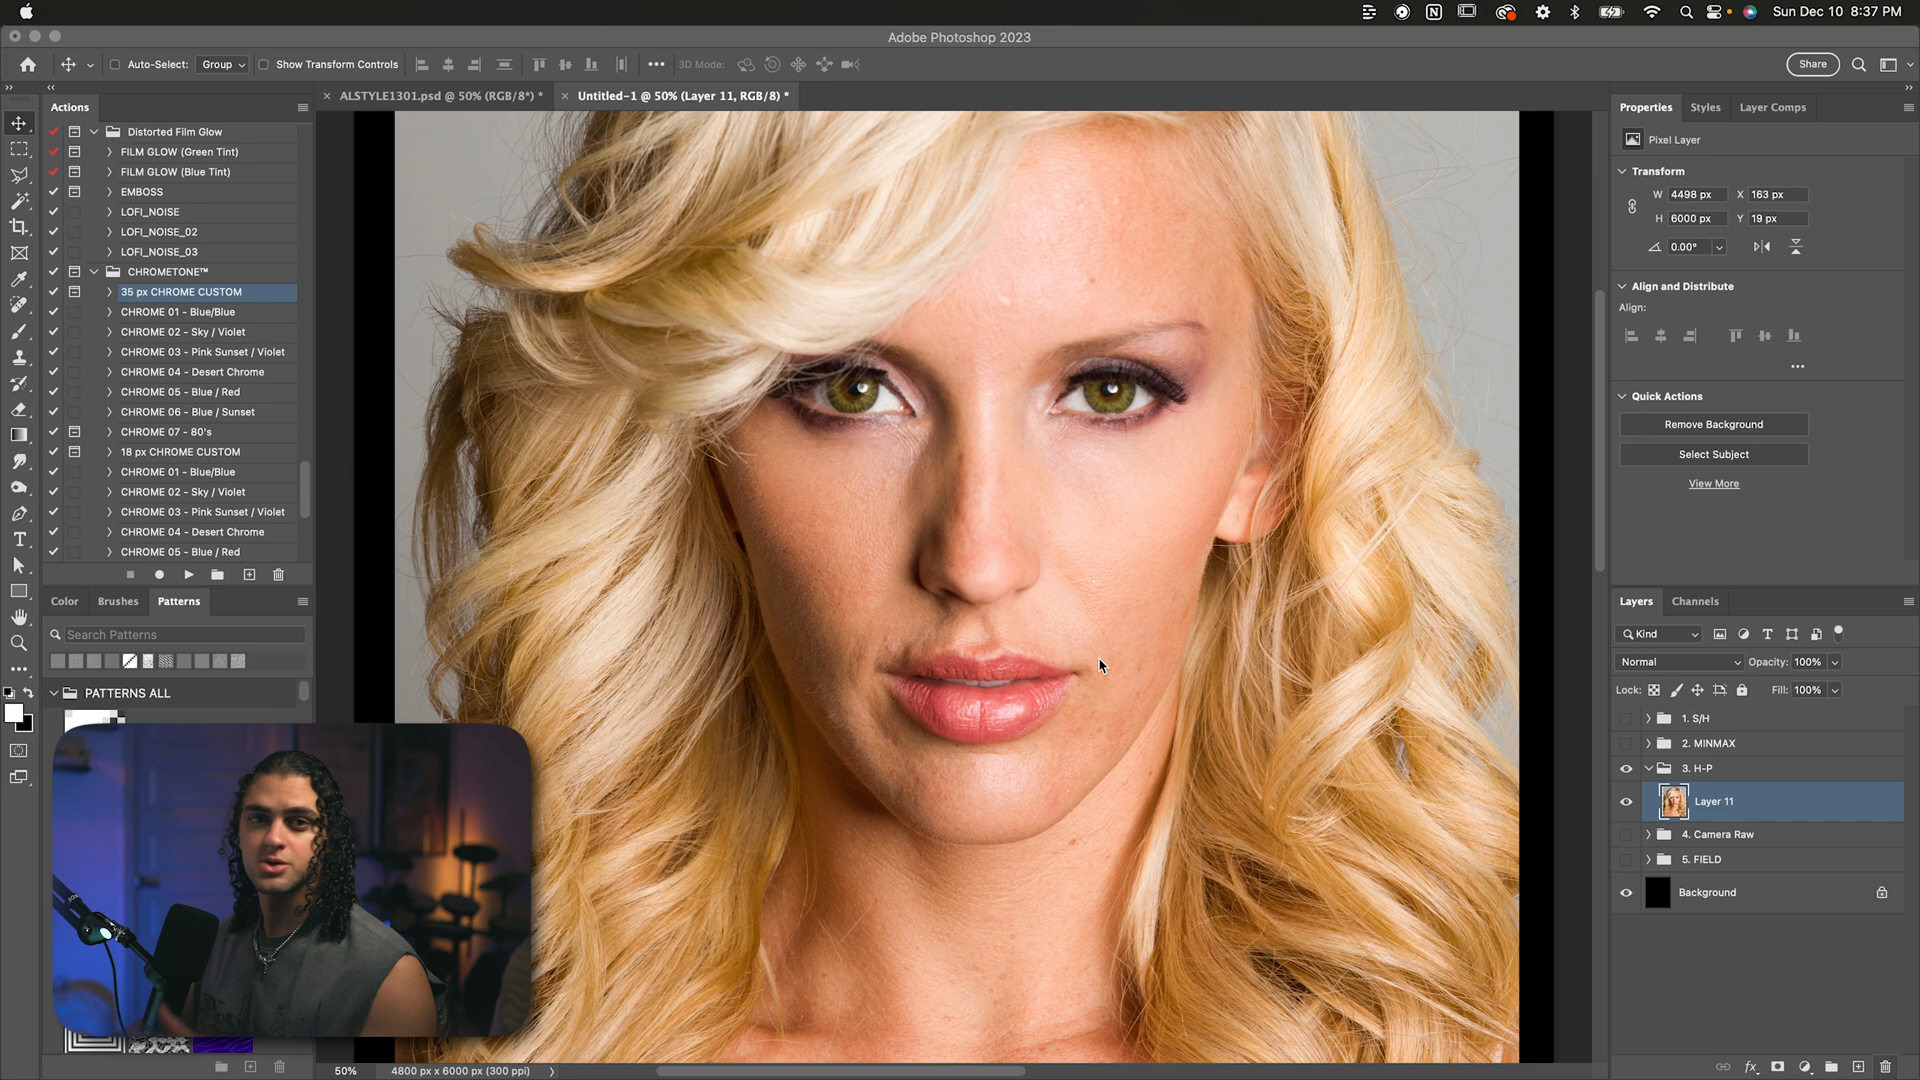 Sun Dec 10 8:37 PM
Adobe Photoshop 2023
Auto-Select:
Group
Show Transform Controls
3D Mode:
Share
Actions
ALSTYLE1301.psd @ 50% (RGB/8*) *
Untitled-1 @ 50% (Layer 11, RGB/8) *
Properties
Styles
Layer Comps
Distorted Film Glow
FILM GLOW (Green Tint)
FILM GLOW (Blue Tint)
EMBOSS
LOFI_NOISE
LOFI_NOISE_02
LOFI_NOISE_03
CHROMETONE™
35 px CHROME CUSTOM
CHROME 01 - Blue/Blue
CHROME 02 - Sky / Violet
CHROME 03 - Pink Sunset / Violet
CHROME 04 - Desert Chrome
CHROME 05 - Blue / Red
CHROME 06 - Blue / Sunset
CHROME 07 - 80's
18 px CHROME CUSTOM
CHROME 01 - Blue/Blue
CHROME 02 - Sky / Violet
CHROME 03 - Pink Sunset / Violet
CHROME 04 - Desert Chrome
CHROME 05 - Blue / Red
Pixel Layer
Transform
W 4498 px X 163 px
H 6000 px Y 19 px
0.00°
Align and Distribute
Align:
Quick Actions
Remove Background
Select Subject
View More
Color
Brushes
Patterns
Search Patterns
PATTERNS ALL
Layers
Channels
Kind
Normal
Opacity: 100%
Lock:
Fill: 100%
1. S/H
2. MINMAX
3. H-P
Layer 11
4. Camera Raw
5. FIELD
Background
50%
4800 px x 6000 px (300 ppi)